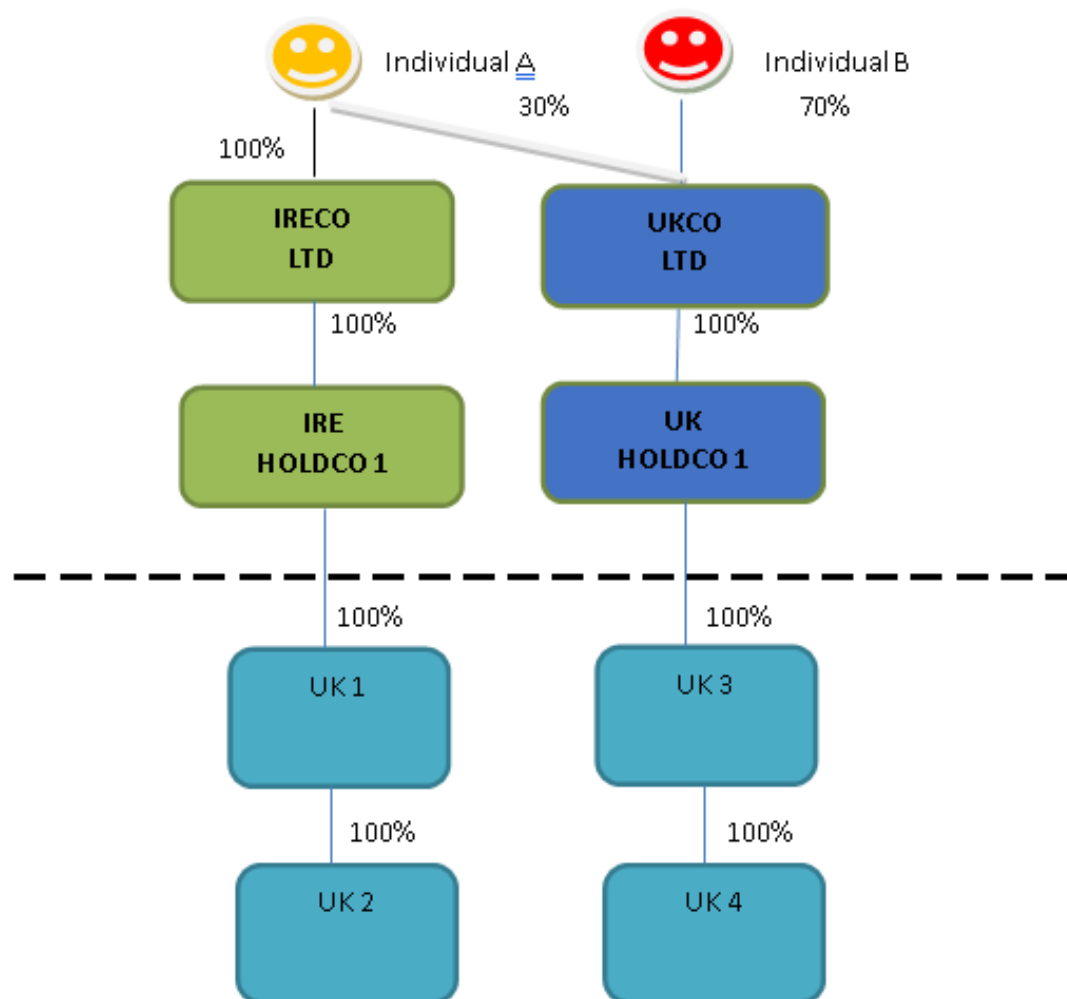 Individual A
Individual B
30%
70%
100%
IRECO
LTD
UKCO
LTD
100%
100%
IRE
HOLDCO 1
UK
HOLDCO 1
100%
100%
UK 1
UK 3
100%
100%
UK 2
UK 4